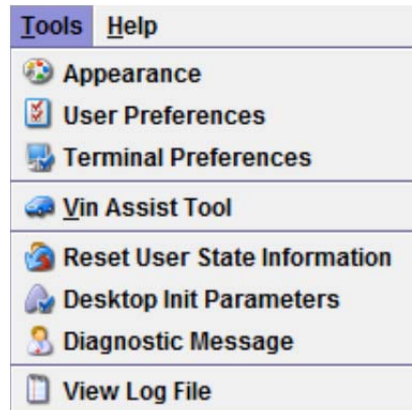 Tools Help
Appearance
User Preferences
Terminal Preferences
Vin Assist Tool
Reset User State Information
Desktop Init Parameters
Diagnostic Message
View Log File